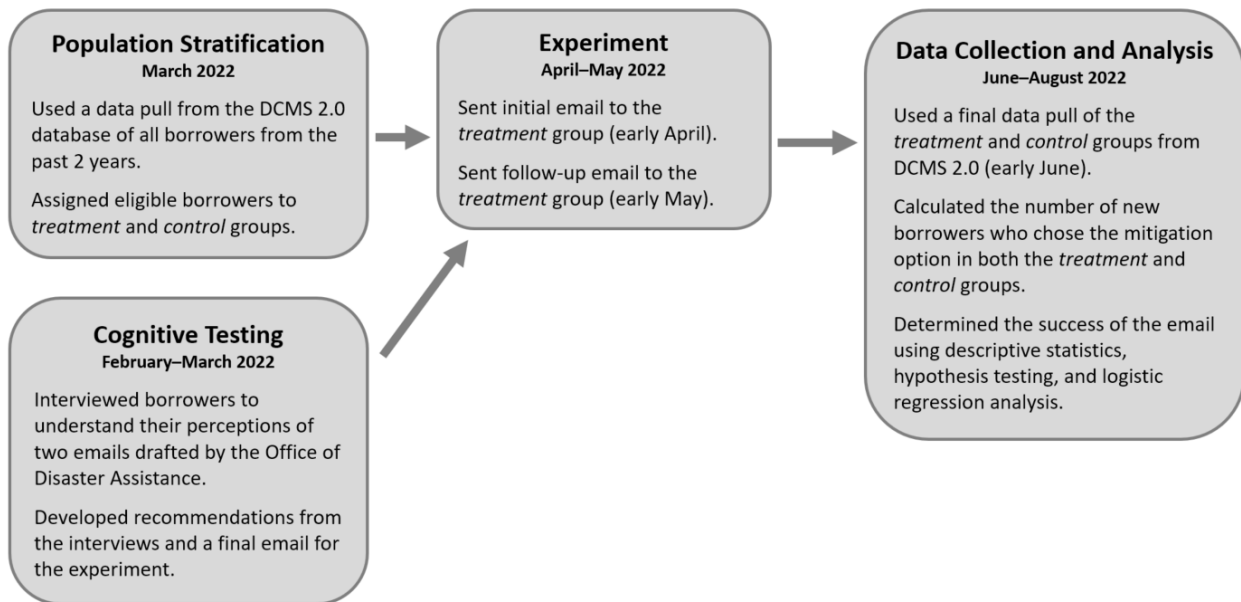 Population Stratification
March 2022
Used a data pull from the DCMS 2.0
database of all borrowers from the
past 2 years.
Assigned eligible borrowers to
treatment and control groups.
Cognitive Testing
February–March 2022
Interviewed borrowers to
understand their perceptions of
two emails drafted by the Office of
Disaster Assistance.
Developed recommendations from
the interviews and a final email for
the experiment.
Experiment
April–May 2022
Sent initial email to the
treatment group (early April).
Sent follow-up email to the
treatment group (early May).
Data Collection and Analysis
June–August 2022
Used a final data pull of the
treatment and control groups from
DCMS 2.0 (early June).
Calculated the number of new
borrowers who chose the mitigation
option in both the treatment and
control groups.
Determined the success of the email
using descriptive statistics,
hypothesis testing, and logistic
regression analysis.